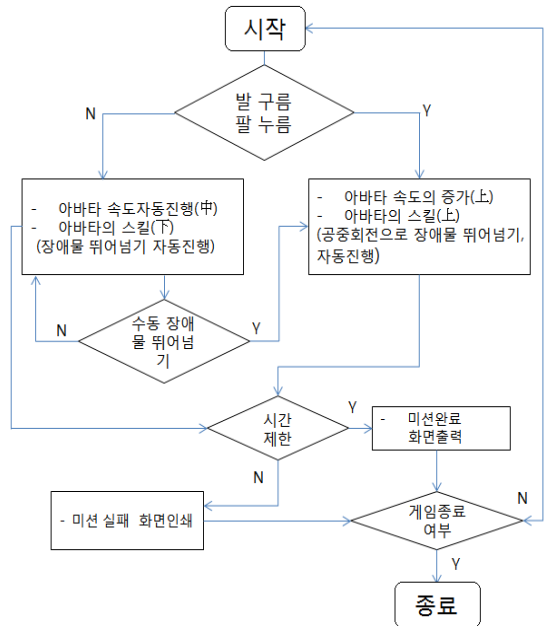 시작
발 구름
팔 누름
N
Y
- 아바타 속도자동진행(中)
- 아바타의 스킬(下)
(장애물 뛰어넘기 자동진행)
- 아바타 속도의 증가(上)
- 아바타의 스킬(上)
(공중회전으로 장애물 뛰어넘기,
자동진행)
수동 장애
물 뛰어넘
기
N
Y
시간
제한
Y
N
- 미션완료
화면출력
- 미션 실패 화면인쇄
게임종료
여부
N
Y
종료